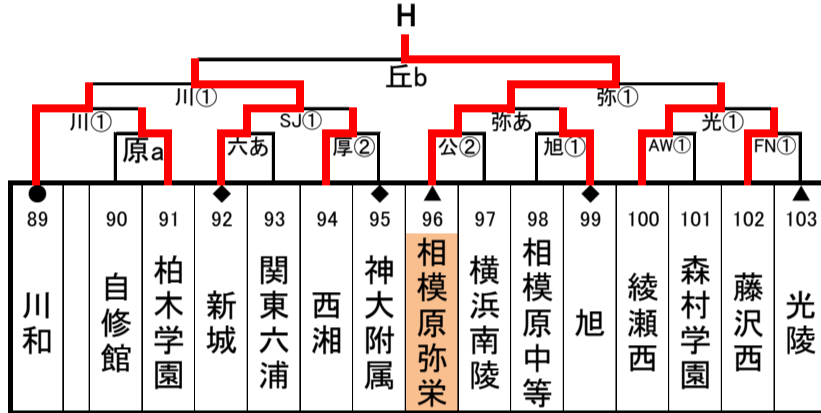 H
丘b
川① 弥①
川① SJ① 弥あ 光①
原a 六あ 厚② 公② 旭① AW① FN①
● ◆ ◆ ▲ ◆ ▲
89 90 91 92 93 94 95 96 97 98 99 100 101 102 103
川和
自修館
柏木学園
新城
関東六浦
西湘
神大附属
相模原弥栄
横浜南陵
相模原中等
旭
綾瀬西
森村学園
藤沢西
光陵